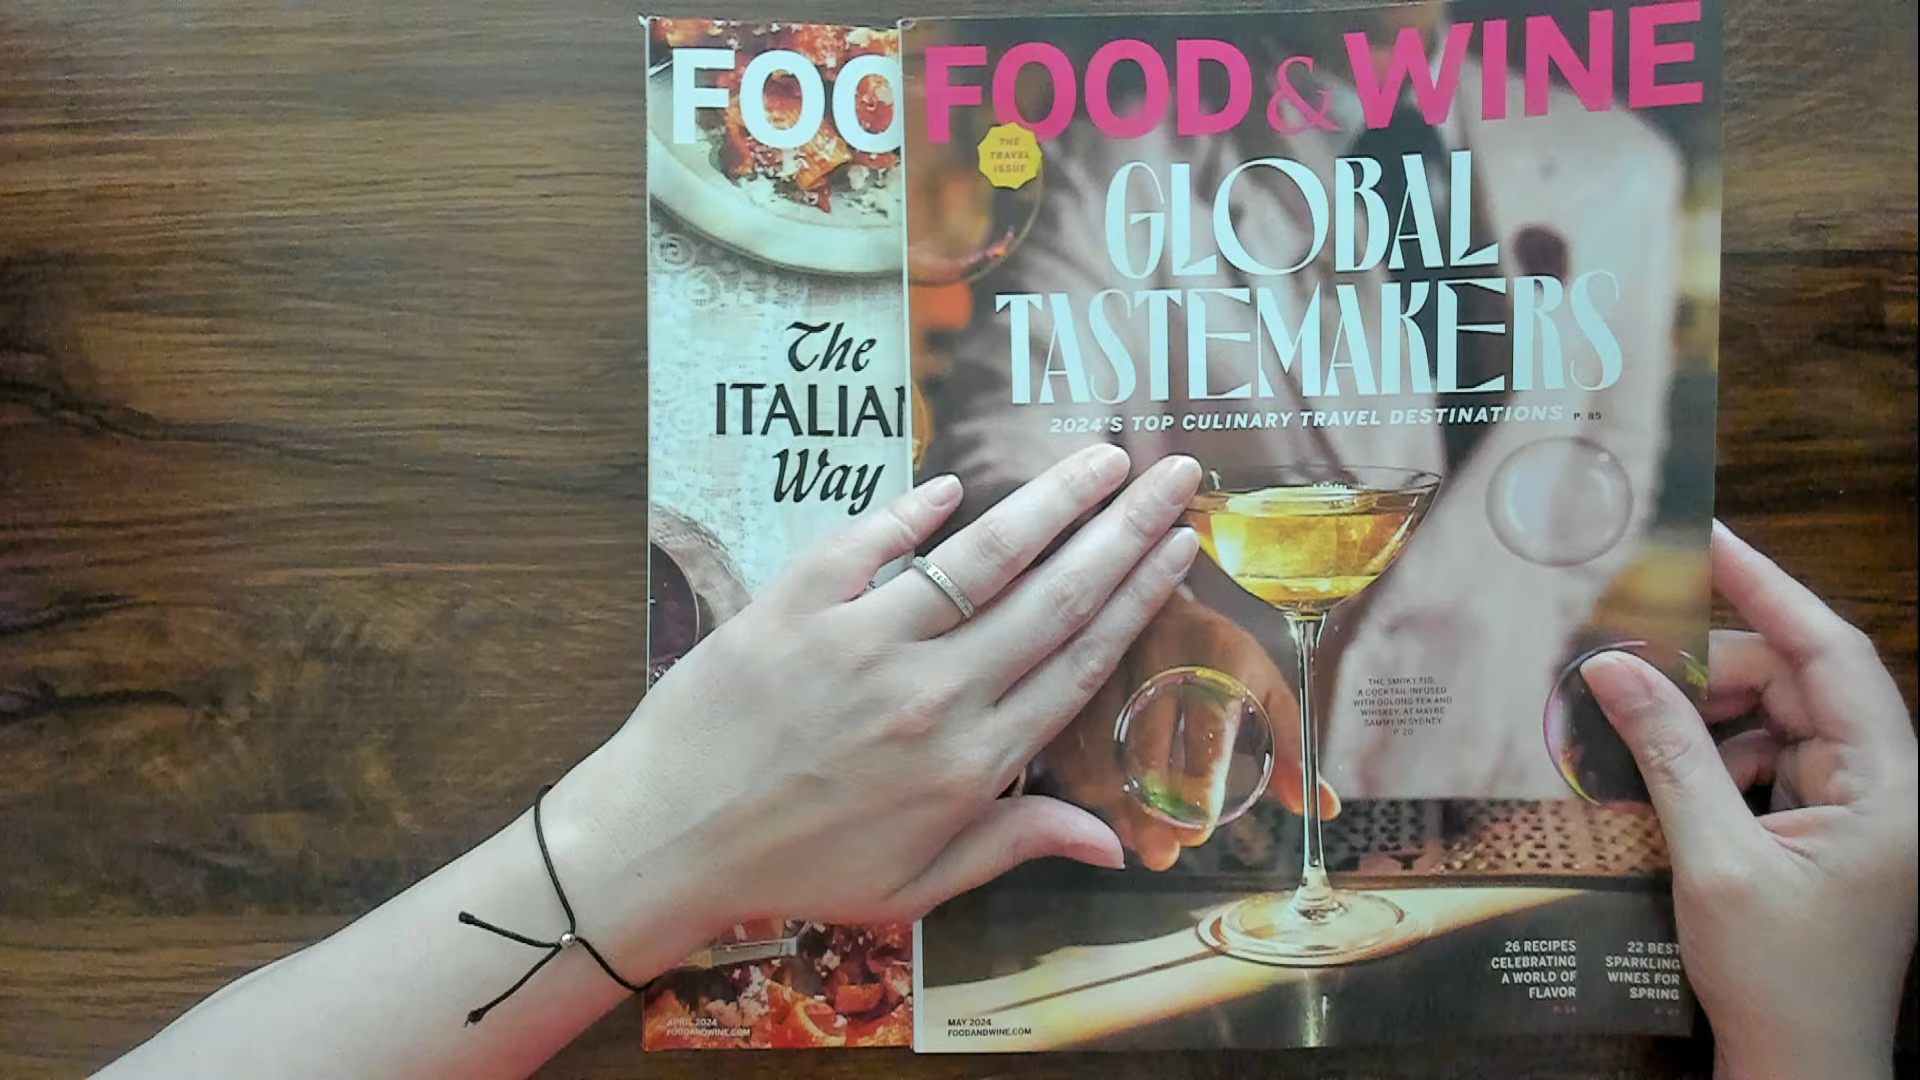 FOO
The
ITALIAN
Way
APRIL 2024
FOODANDWINE.COM
FOOD & WINE
THE
TRAVEL
ISSUE
GLOBAL
TASTEMAKERS
2024'S TOP CULINARY TRAVEL DESTINATIONS P. 85
THE SMOKY FIG,
A COCKTAIL INFUSED
WITH OOLONG TEA AND
WHISKEY, AT MAYBE
SAMMY IN SYDNEY
P. 20
26 RECIPES
CELEBRATING
A WORLD OF
FLAVOR
22 BEST
SPARKLING
WINES FOR
SPRING
MAY 2024
FOODANDWINE.COM